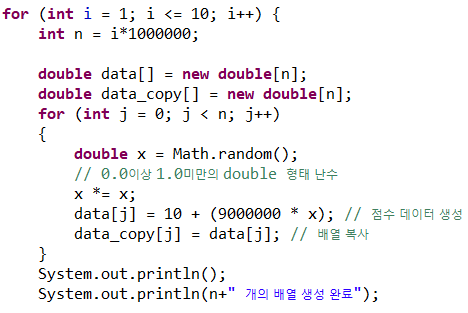 for (int i = 1; i <= 10; i++) {
    int n = i*1000000;

    double data[] = new double[n];
    double data_copy[] = new double[n];
    for (int j = 0; j < n; j++)
    {
        double x = Math.random();
        // 0.0이상 1.0미만의 double 형태 난수
        x *= x;
        data[j] = 10 + (9000000 * x); // 점수 데이터 생성
        data_copy[j] = data[j]; // 배열 복사
    }
    System.out.println();
    System.out.println(n+" 개의 배열 생성 완료");